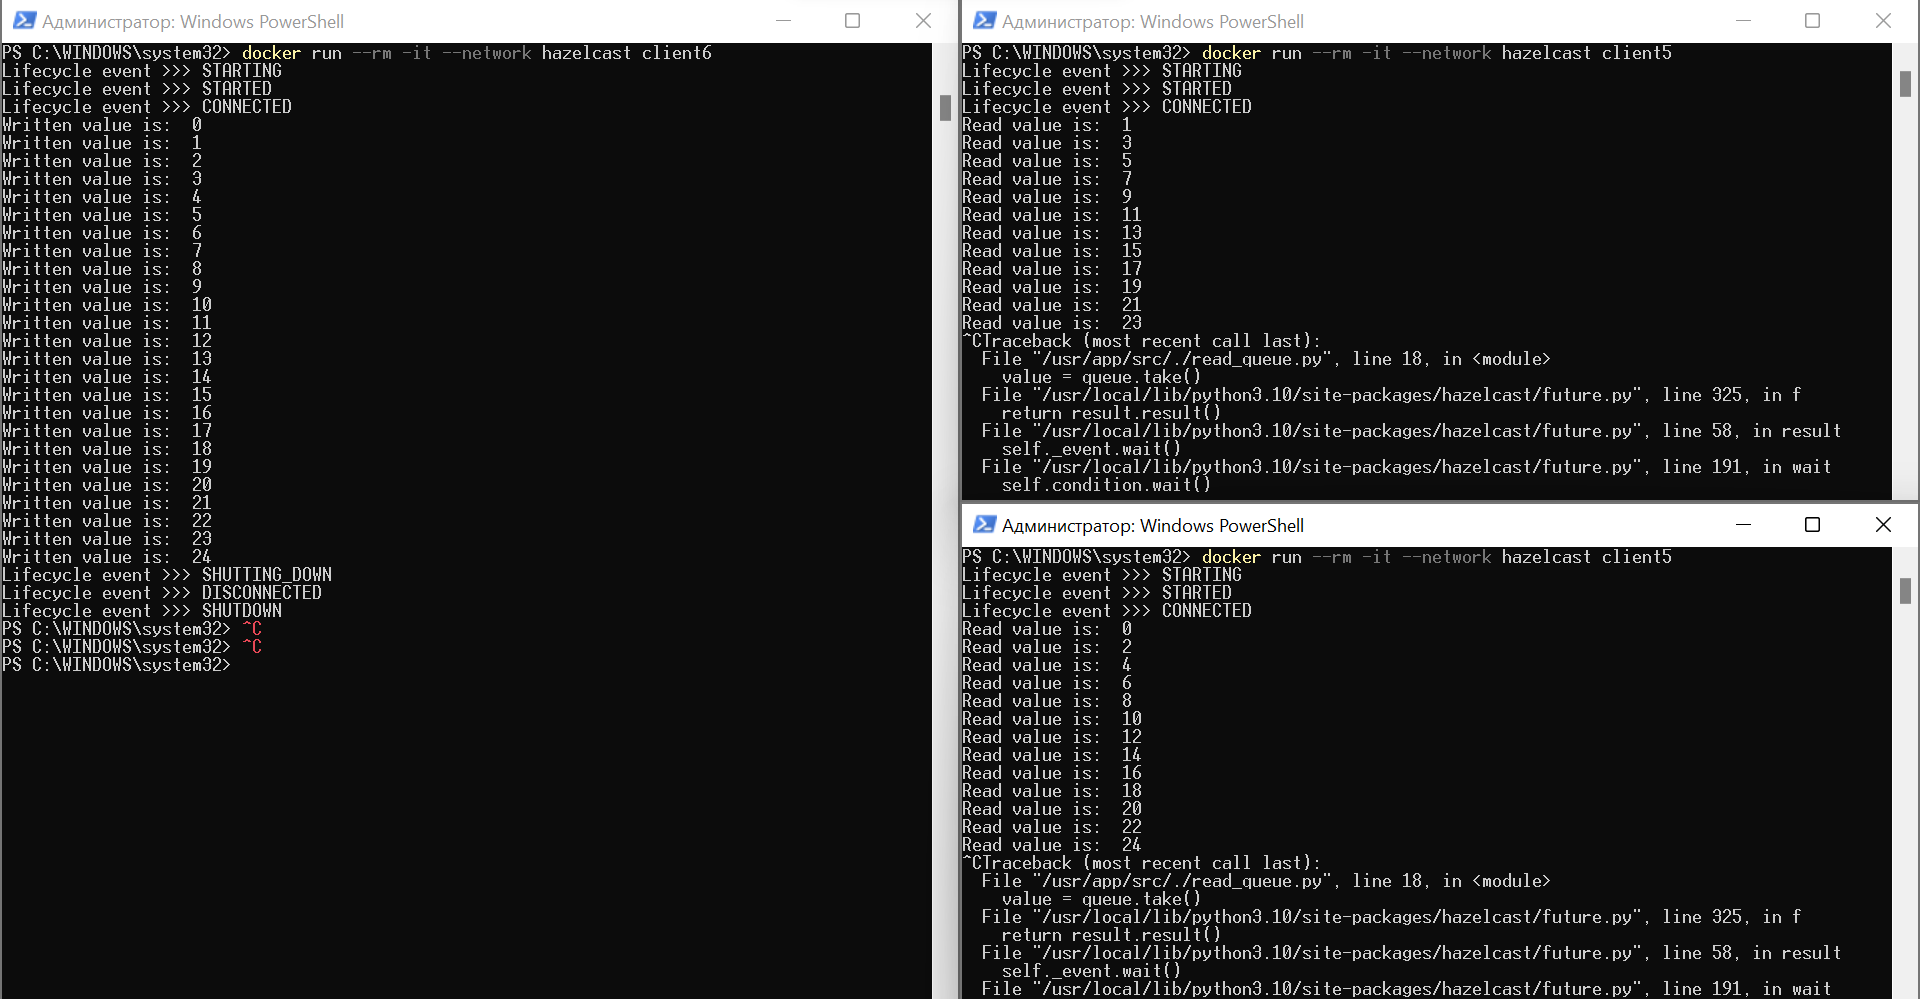 Администратор: Windows PowerShell
PS C:\WINDOWS\system32> docker run --rm -it --network hazelcast client6
Lifecycle event >>> STARTING
Lifecycle event >>> STARTED
Lifecycle event >>> CONNECTED
Written value is:  0
Written value is:  1
Written value is:  2
Written value is:  3
Written value is:  4
Written value is:  5
Written value is:  6
Written value is:  7
Written value is:  8
Written value is:  9
Written value is:  10
Written value is:  11
Written value is:  12
Written value is:  13
Written value is:  14
Written value is:  15
Written value is:  16
Written value is:  17
Written value is:  18
Written value is:  19
Written value is:  20
Written value is:  21
Written value is:  22
Written value is:  23
Written value is:  24
Lifecycle event >>> SHUTTING_DOWN
Lifecycle event >>> DISCONNECTED
Lifecycle event >>> SHUTDOWN
PS C:\WINDOWS\system32> ^C
PS C:\WINDOWS\system32> ^C
PS C:\WINDOWS\system32>
Администратор: Windows PowerShell
PS C:\WINDOWS\system32> docker run --rm -it --network hazelcast client5
Lifecycle event >>> STARTING
Lifecycle event >>> STARTED
Lifecycle event >>> CONNECTED
Read value is:  1
Read value is:  3
Read value is:  5
Read value is:  7
Read value is:  9
Read value is:  11
Read value is:  13
Read value is:  15
Read value is:  17
Read value is:  19
Read value is:  21
Read value is:  23
^CTraceback (most recent call last):
  File "/usr/app/src/./read_queue.py", line 18, in <module>
    value = queue.take()
  File "/usr/local/lib/python3.10/site-packages/hazelcast/future.py", line 325, in f
    return result.result()
  File "/usr/local/lib/python3.10/site-packages/hazelcast/future.py", line 58, in result
    self._event.wait()
  File "/usr/local/lib/python3.10/site-packages/hazelcast/future.py", line 191, in wait
    self.condition.wait()
Администратор: Windows PowerShell
PS C:\WINDOWS\system32> docker run --rm -it --network hazelcast client5
Lifecycle event >>> STARTING
Lifecycle event >>> STARTED
Lifecycle event >>> CONNECTED
Read value is:  0
Read value is:  2
Read value is:  4
Read value is:  6
Read value is:  8
Read value is:  10
Read value is:  12
Read value is:  14
Read value is:  16
Read value is:  18
Read value is:  20
Read value is:  22
Read value is:  24
^CTraceback (most recent call last):
  File "/usr/app/src/./read_queue.py", line 18, in <module>
    value = queue.take()
  File "/usr/local/lib/python3.10/site-packages/hazelcast/future.py", line 325, in f
    return result.result()
  File "/usr/local/lib/python3.10/site-packages/hazelcast/future.py", line 58, in result
    self._event.wait()
  File "/usr/local/lib/python3.10/site-packages/hazelcast/future.py", line 191, in wait